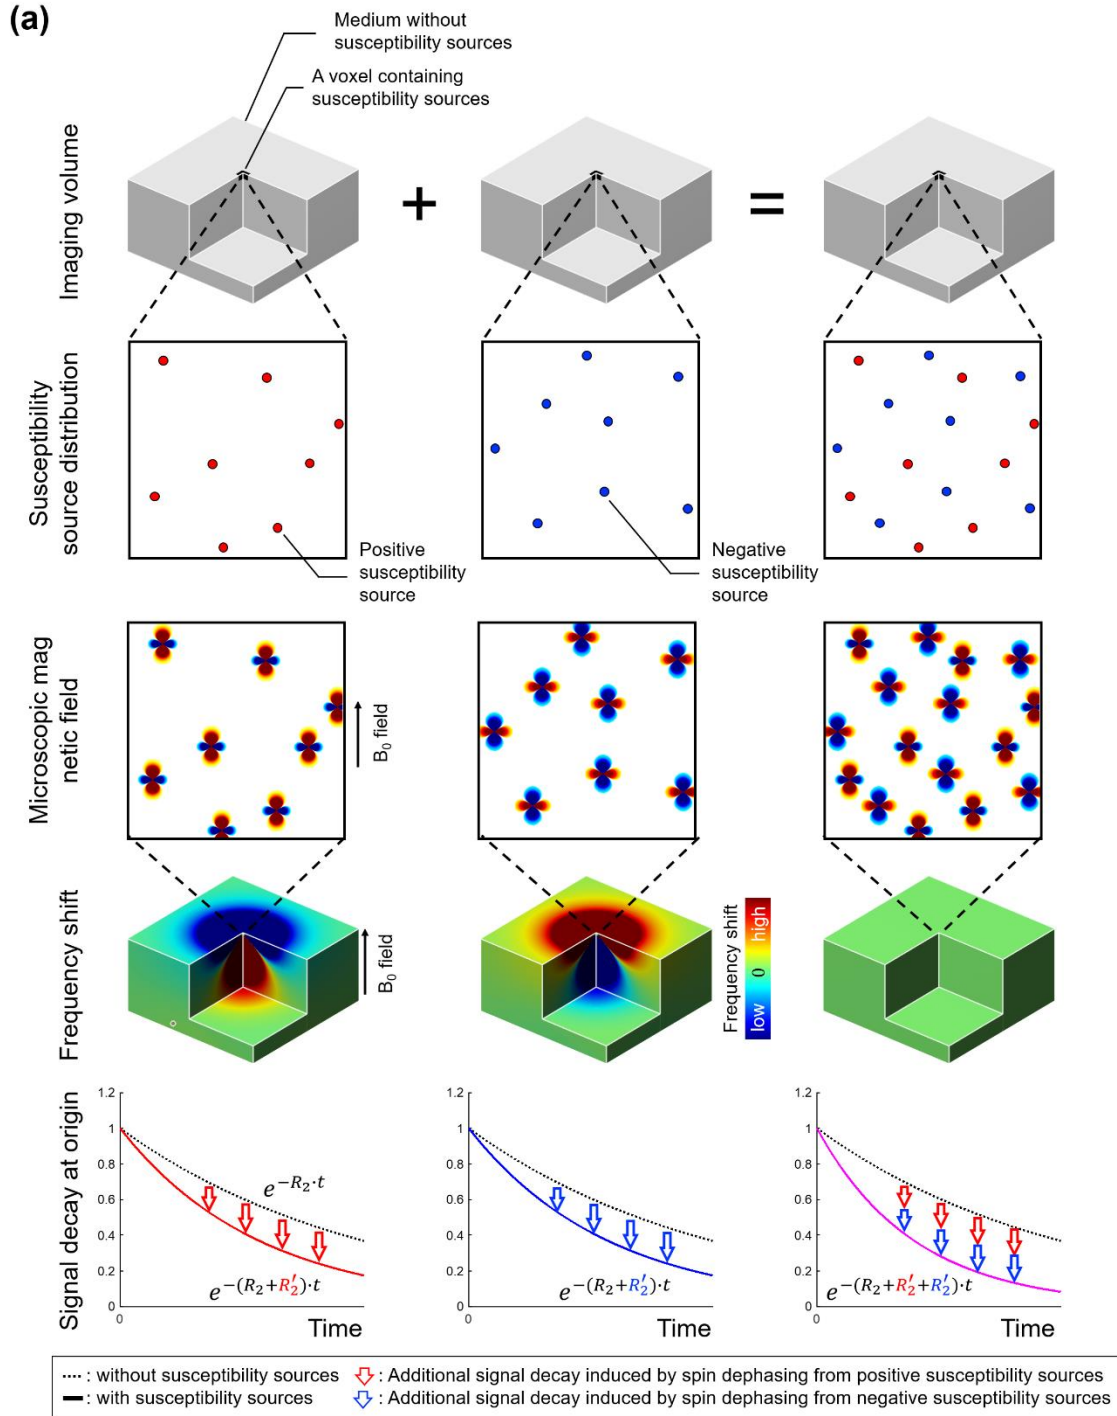 (a)
Medium without
susceptibility sources
A voxel containing
susceptibility sources
Imaging volume
+
=
Susceptibility
source distribution
Positive
susceptibility
source
Negative
susceptibility
source
Microscopic mag
netic field
B₀ field
Frequency shift
B₀ field
Frequency shift
low 0 high
Signal decay at origin
1.2
1
0.8
0.6
0.4
0.2
0
0
e^{-R₂·t}
e^{-(R₂+R₂′)·t}
Time
1.2
1
0.8
0.6
0.4
0.2
0
0
e^{-(R₂+R₂′)·t}
Time
1.2
1
0.8
0.6
0.4
0.2
0
0
e^{-(R₂+R₂′+R₂′)·t}
Time
: without susceptibility sources
: Additional signal decay induced by spin dephasing from positive susceptibility sources
: with susceptibility sources
: Additional signal decay induced by spin dephasing from negative susceptibility sources